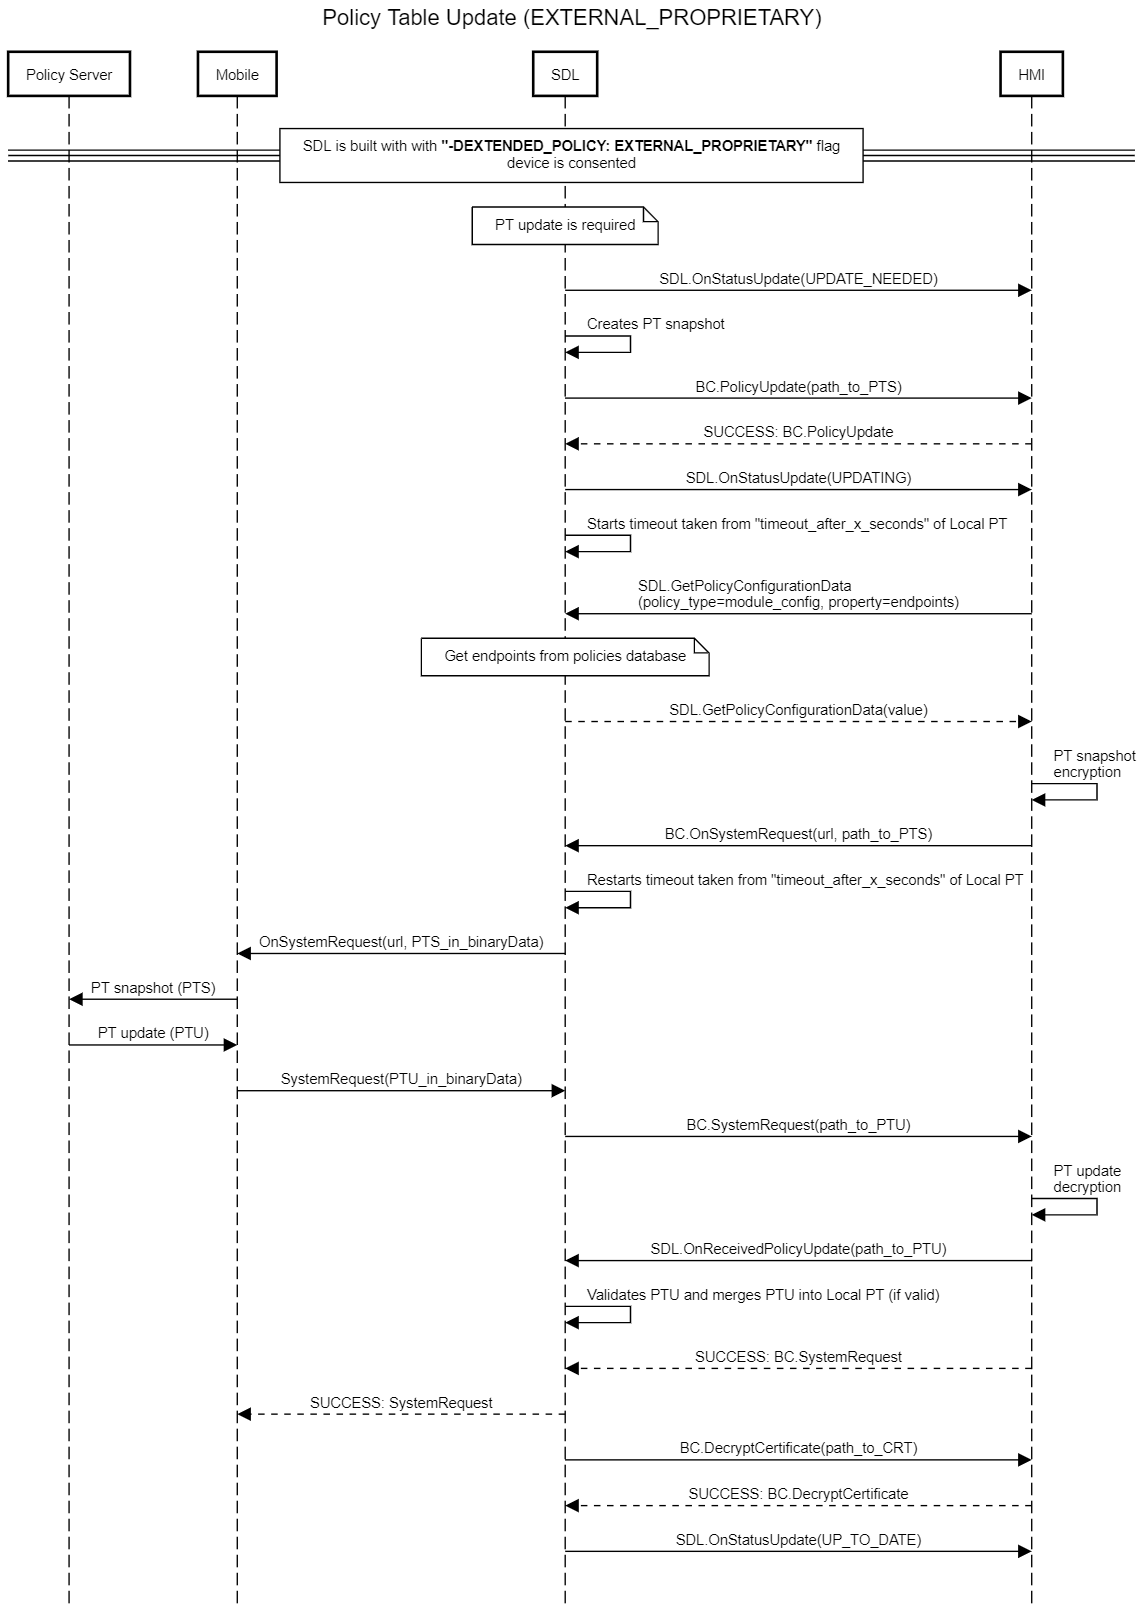 Policy Table Update (EXTERNAL_PROPRIETARY)
Policy Server
Mobile
SDL
HMI
SDL is built with with "-DEXTENDED_POLICY: EXTERNAL_PROPRIETARY" flag
device is consented
PT update is required
SDL.OnStatusUpdate(UPDATE_NEEDED)
Creates PT snapshot
BC.PolicyUpdate(path_to_PTS)
SUCCESS: BC.PolicyUpdate
SDL.OnStatusUpdate(UPDATING)
Starts timeout taken from "timeout_after_x_seconds" of Local PT
SDL.GetPolicyConfigurationData
(policy_type=module_config, property=endpoints)
Get endpoints from policies database
SDL.GetPolicyConfigurationData(value)
PT snapshot
encryption
BC.OnSystemRequest(url, path_to_PTS)
Restarts timeout taken from "timeout_after_x_seconds" of Local PT
OnSystemRequest(url, PTS_in_binaryData)
PT snapshot (PTS)
PT update (PTU)
SystemRequest(PTU_in_binaryData)
BC.SystemRequest(path_to_PTU)
PT update
decryption
SDL.OnReceivedPolicyUpdate(path_to_PTU)
Validates PTU and merges PTU into Local PT (if valid)
SUCCESS: BC.SystemRequest
SUCCESS: SystemRequest
BC.DecryptCertificate(path_to_CRT)
SUCCESS: BC.DecryptCertificate
SDL.OnStatusUpdate(UP_TO_DATE)